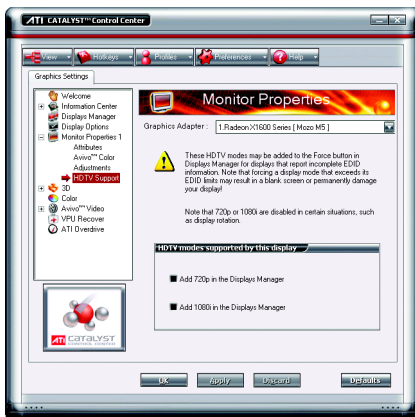 ATI CATALYST™ Control Center
View
Hotkeys
Profiles
Preferences
Help
Graphics Settings
Welcome
Information Center
Displays Manager
Display Options
Monitor Properties 1
Attributes
Avivo™ Color
Adjustments
HDTV Support
3D
Color
Avivo™ Video
VPU Recover
ATI Overdrive
ATI CATALYST
CONTROL CENTER
Monitor Properties
Graphics Adapter :
1.Radeon X1600 Series [ Mozo M5 ]
These HDTV modes may be added to the Force button in
Displays Manager for displays that report incomplete EDID
information. Note that forcing a display mode that exceeds its
EDID limits may result in a blank screen or permanently damage
your display!
Note that 720p or 1080i are disabled in certain situations, such
as display rotation.
HDTV modes supported by this display
Add 720p in the Displays Manager
Add 1080i in the Displays Manager
OK
Apply
Discard
Defaults